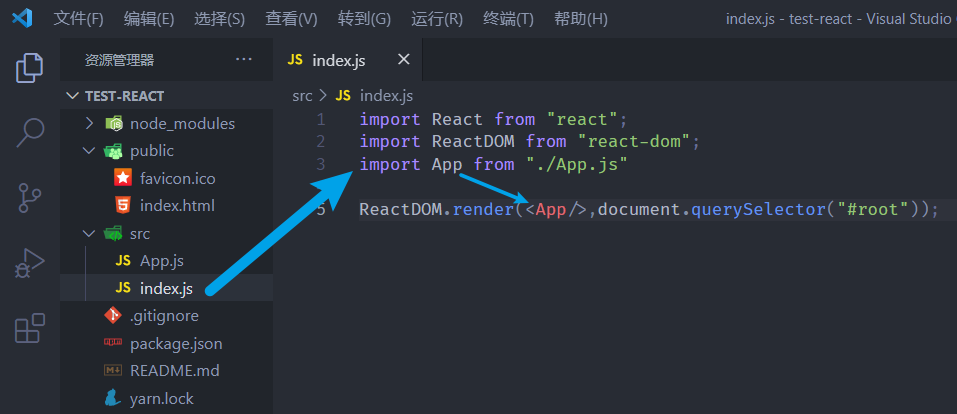 文件(F) 编辑(E) 选择(S) 查看(V) 转到(G) 运行(R) 终端(T) 帮助(H) index.js - test-react - Visual Studio
资源管理器 ···
JS index.js ×
TEST-REACT
src > JS index.js
node_modules
public
favicon.ico
index.html
src
JS App.js
JS index.js
.gitignore
package.json
README.md
yarn.lock
1 import React from "react";
2 import ReactDOM from "react-dom";
3 import App from "./App.js"
5 ReactDOM.render(<App/>,document.querySelector("#root"));